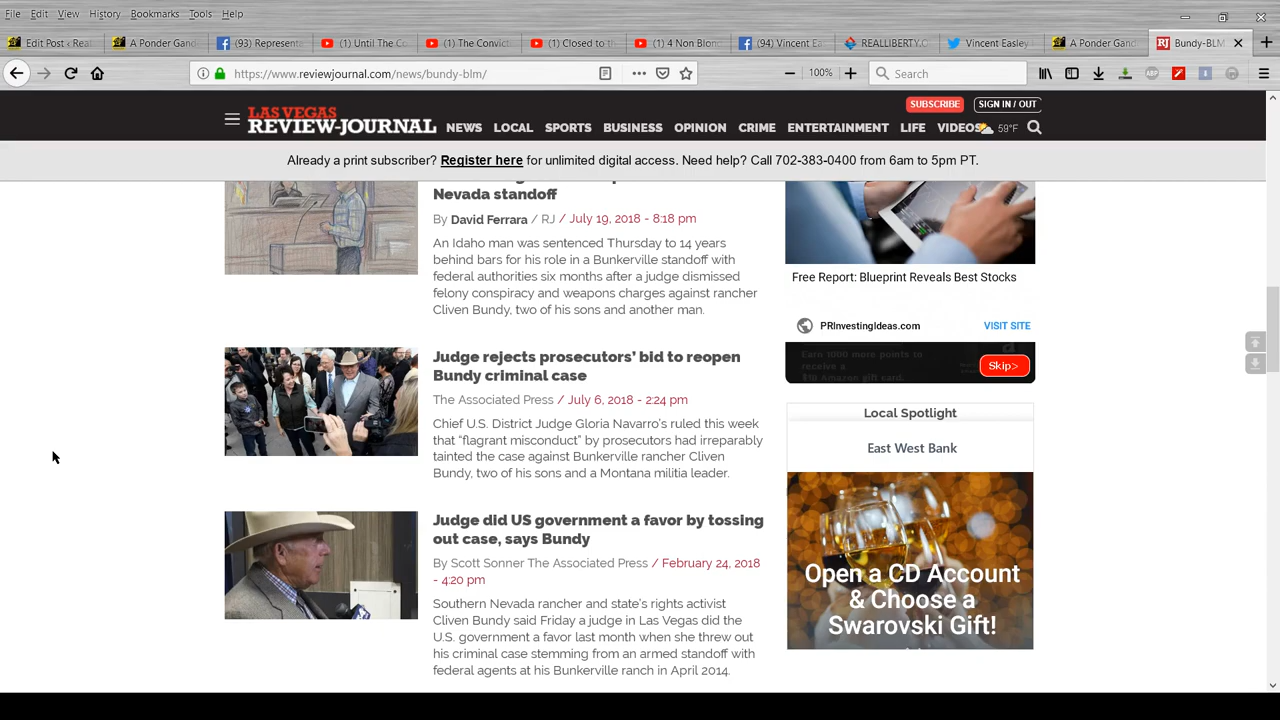 File Edit View History Bookmarks Tools Help
Edit Post - Rea A Ponder Gand (93) Represent (1) Until The Co (1) The Convict (1) Closed to th (1) 4 Non Blon (94) Vincent Ea REALLIBERTY.O Vincent Easley A Ponder Gand RJ Bundy-BLM
https://www.reviewjournal.com/news/bundy-blm/ 100% Search
SUBSCRIBE SIGN IN / OUT
LAS VEGAS
REVIEW-JOURNAL NEWS LOCAL SPORTS BUSINESS OPINION CRIME ENTERTAINMENT LIFE VIDEOS 59°F
Already a print subscriber? Register here for unlimited digital access. Need help? Call 702-383-0400 from 6am to 5pm PT.
Nevada standoff
By David Ferrara / RJ / July 19, 2018 - 8:18 pm
An Idaho man was sentenced Thursday to 14 years
behind bars for his role in a Bunkerville standoff with
federal authorities six months after a judge dismissed
felony conspiracy and weapons charges against rancher
Cliven Bundy, two of his sons and another man.
Judge rejects prosecutors' bid to reopen
Bundy criminal case
The Associated Press / July 6, 2018 - 2:24 pm
Chief U.S. District Judge Gloria Navarro's ruled this week
that "flagrant misconduct" by prosecutors had irreparably
tainted the case against Bunkerville rancher Cliven
Bundy, two of his sons and a Montana militia leader.
Judge did US government a favor by tossing
out case, says Bundy
By Scott Sonner The Associated Press / February 24, 2018
- 4:20 pm
Southern Nevada rancher and state's rights activist
Cliven Bundy said Friday a judge in Las Vegas did the
U.S. government a favor last month when she threw out
his criminal case stemming from an armed standoff with
federal agents at his Bunkerville ranch in April 2014.
Free Report: Blueprint Reveals Best Stocks
PRInvestingIdeas.com VISIT SITE
Earn 1000 more points to
receive a
$10 Amazon gift card.
Skip>
Local Spotlight
East West Bank
Open a CD Account
& Choose a
Swarovski Gift!